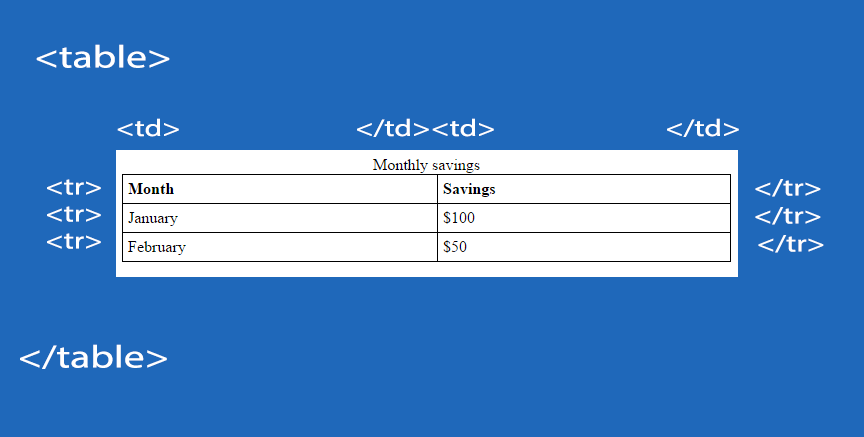 <table>
<td> </td><td> </td>
Monthly savings
<tr> Month Savings </tr>
<tr> January $100 </tr>
<tr> February $50 </tr>
</table>